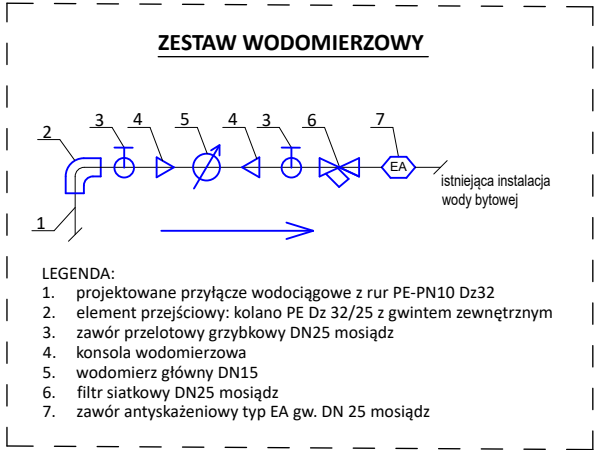 ZESTAW WODOMIERZOWY
2 3 4 5 4 3 6 7
EA
istniejąca instalacja
wody bytowej
1
LEGENDA:
1. projektowane przyłącze wodociągowe z rur PE-PN10 Dz32
2. element przejściowy: kolano PE Dz 32/25 z gwintem zewnętrznym
3. zawór przelotowy grzybkowy DN25 mosiądz
4. konsola wodomierzowa
5. wodomierz główny DN15
6. filtr siatkowy DN25 mosiądz
7. zawór antyskażeniowy typ EA gw. DN 25 mosiądz